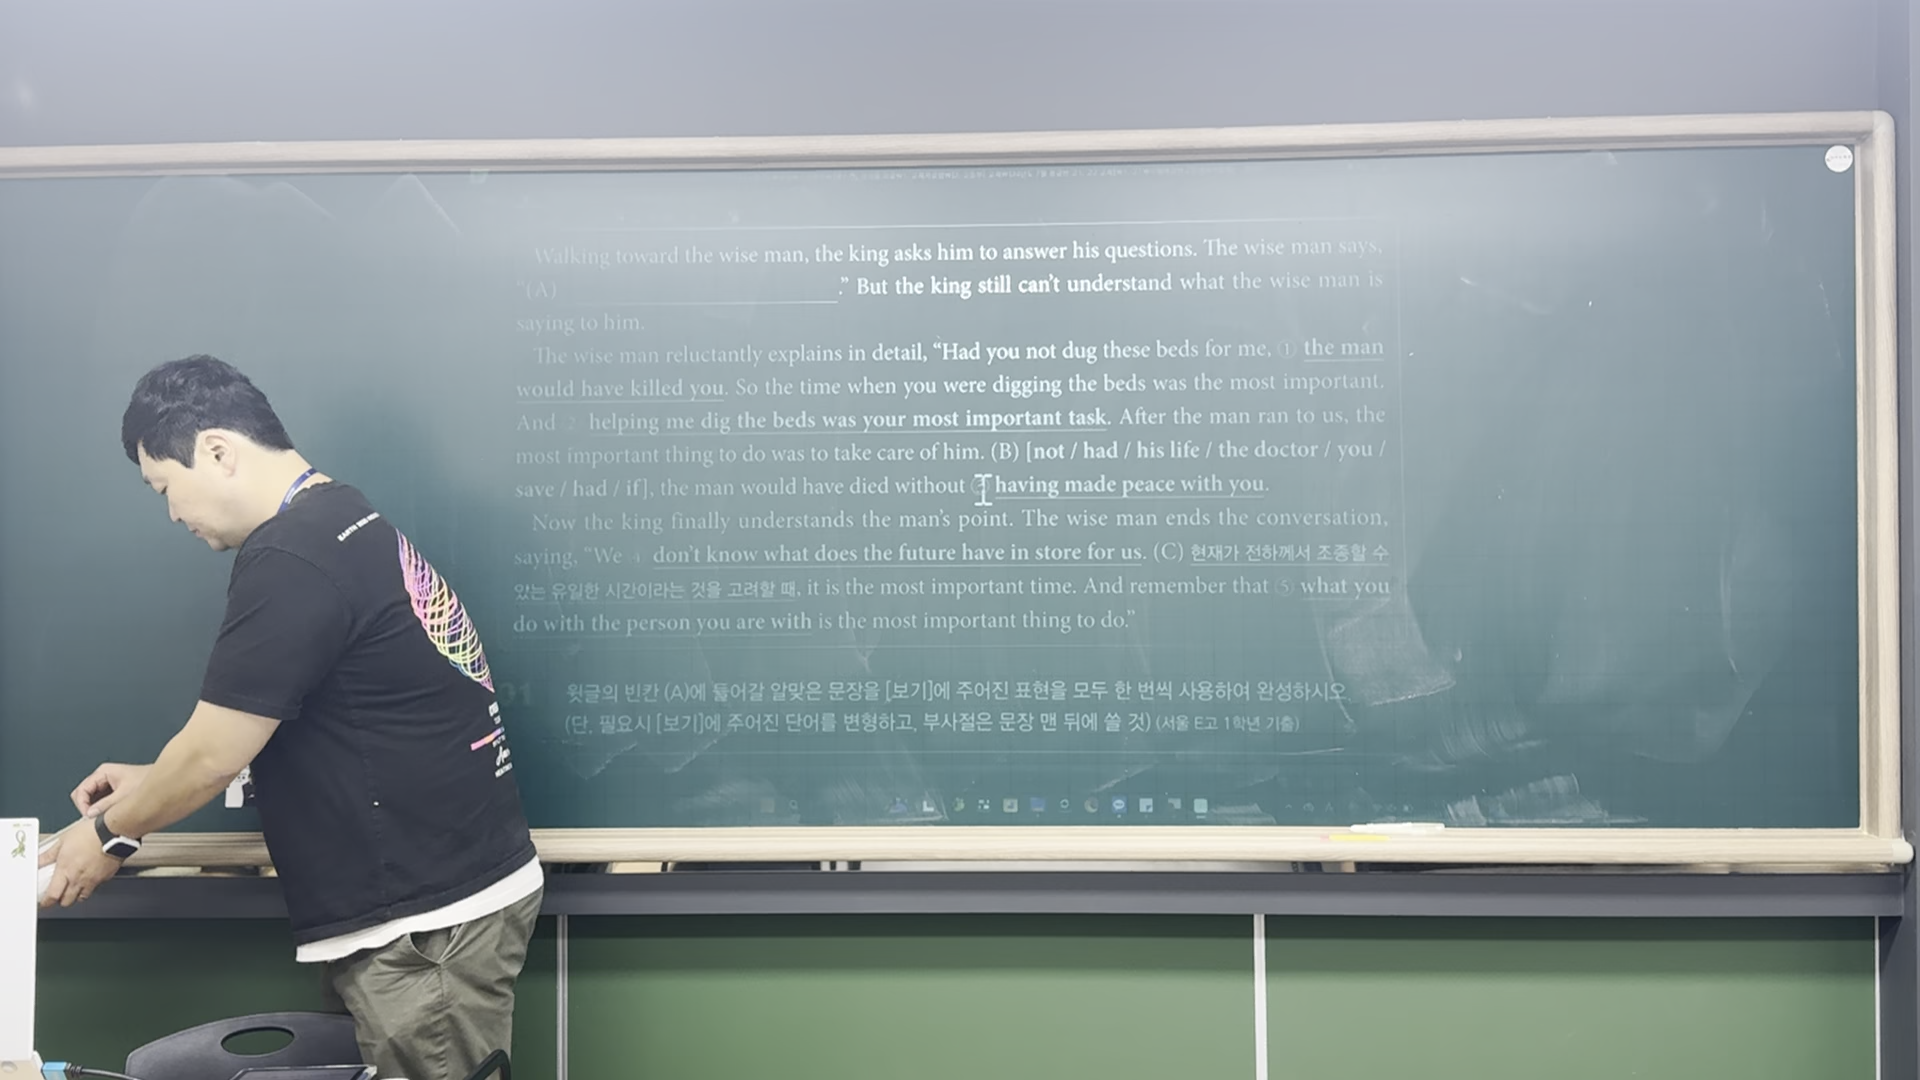 Walking toward the wise man, the king asks him to answer his questions. The wise man says,
“(A) .” But the king still can’t understand what the wise man is
saying to him.
The wise man reluctantly explains in detail, “Had you not dug these beds for me, ① the man
would have killed you. So the time when you were digging the beds was the most important.
And ② helping me dig the beds was your most important task. After the man ran to us, the
most important thing to do was to take care of him. (B) [not / had / his life / the doctor / you /
save / had / if], the man would have died without having made peace with you.
Now the king finally understands the man’s point. The wise man ends the conversation,
saying, “We ④ don’t know what does the future have in store for us. (C) 현재가 전하께서 조종할 수
있는 유일한 시간이라는 것을 고려할 때, it is the most important time. And remember that ⑤ what you
do with the person you are with is the most important thing to do.”
01 윗글의 빈칸 (A)에 들어갈 알맞은 문장을 [보기]에 주어진 표현을 모두 한 번씩 사용하여 완성하시오.
(단, 필요시 [보기]에 주어진 단어를 변형하고, 부사절은 문장 맨 뒤에 쓸 것) (서울 E고 1학년 기출)